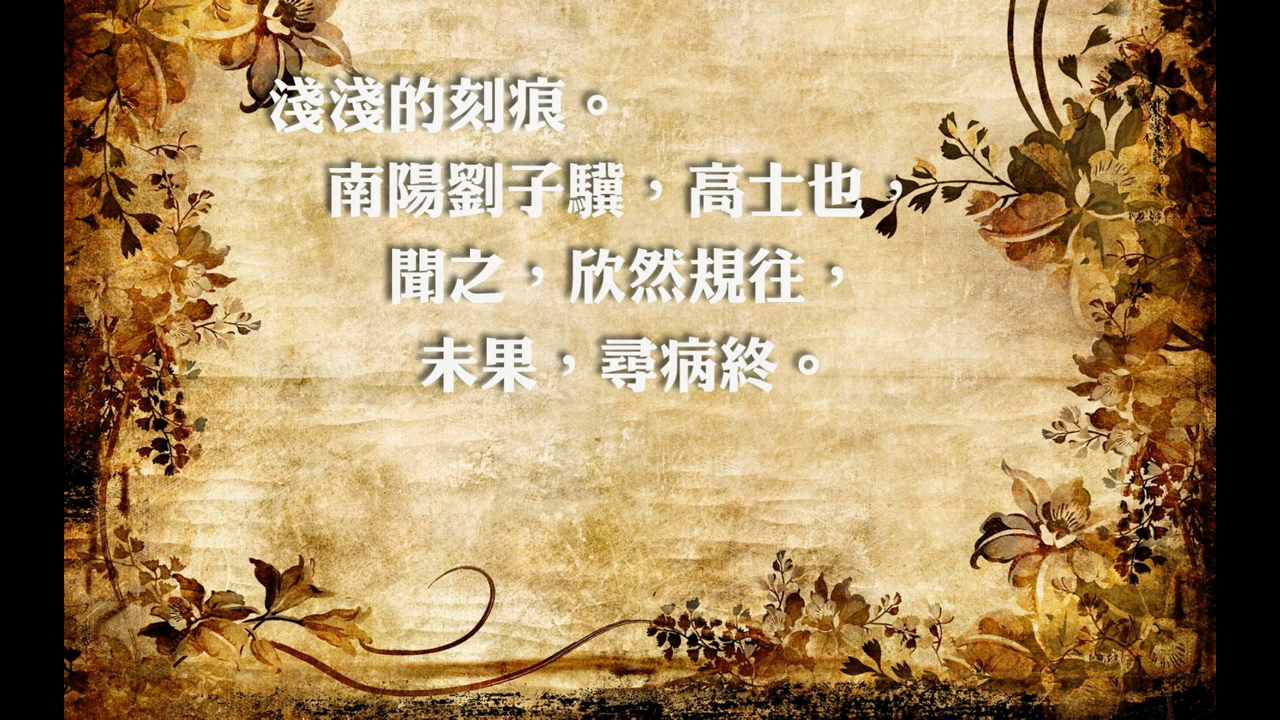 淺淺的刻痕。
南陽劉子驥，高士也，
聞之，欣然規往，
未果，尋病終。